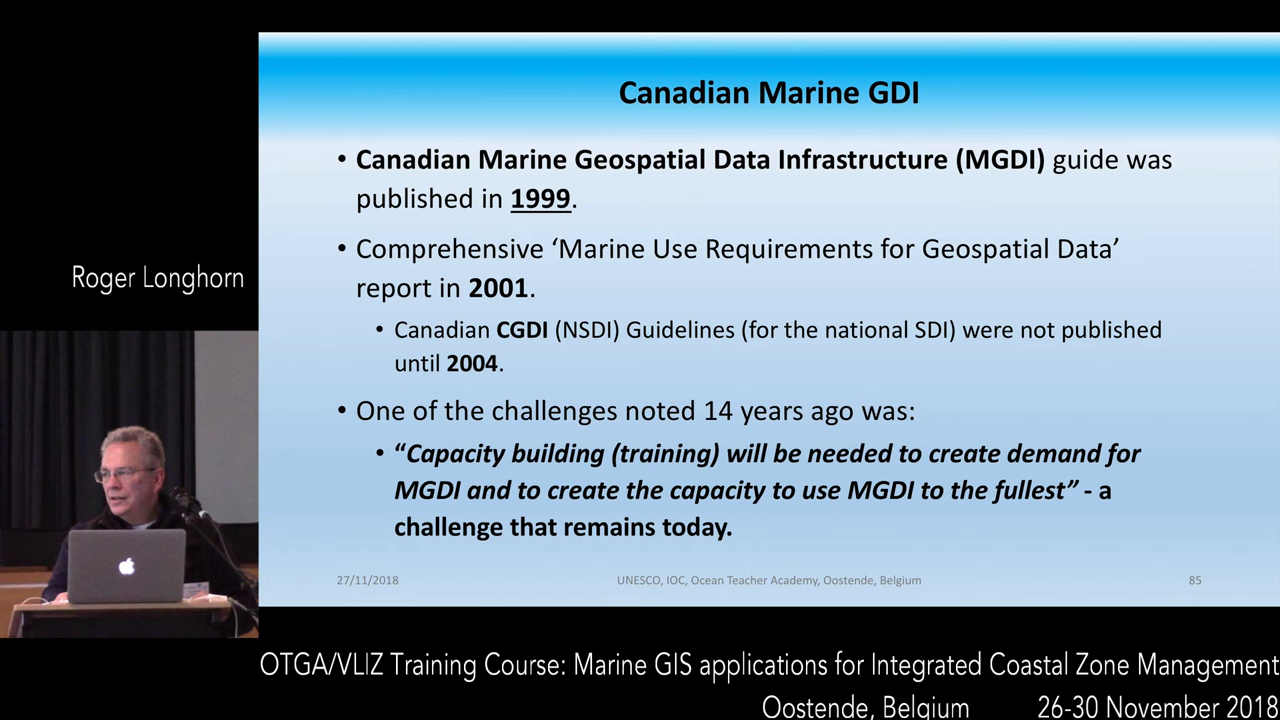 Canadian Marine GDI
• Canadian Marine Geospatial Data Infrastructure (MGDI) guide was
published in 1999.
• Comprehensive ‘Marine Use Requirements for Geospatial Data’
report in 2001.
• Canadian CGDI (NSDI) Guidelines (for the national SDI) were not published
until 2004.
• One of the challenges noted 14 years ago was:
• “Capacity building (training) will be needed to create demand for
MGDI and to create the capacity to use MGDI to the fullest” - a
challenge that remains today.
27/11/2018 UNESCO, IOC, Ocean Teacher Academy, Oostende, Belgium 85
Roger Longhorn
OTGA/VLIZ Training Course: Marine GIS applications for Integrated Coastal Zone Management
Oostende, Belgium 26-30 November 2018